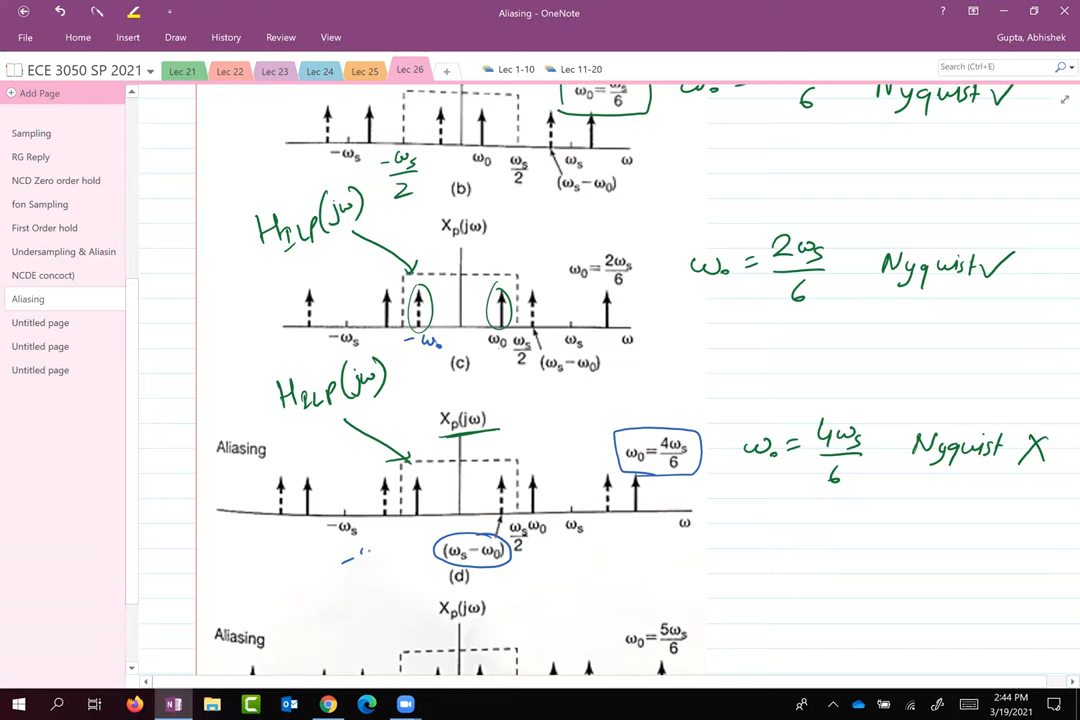 Aliasing - OneNote
Gupta, Abhishek
File Home Insert Draw History Review View
ECE 3050 SP 2021
Lec 21 Lec 22 Lec 23 Lec 24 Lec 25 Lec 26 + Lec 1-10 Lec 11-20
Search (Ctrl+E)
Add Page
Sampling
RG Reply
NCD Zero order hold
fon Sampling
First Order hold
Undersampling & Aliasin
NCDE concoct)
Aliasing
Untitled page
Untitled page
Untitled page
6 Nyquist ✓
-ωs ω0 ωs/2 ωs ω
-ωs/2
(ωs−ω0)
(b)
HILP(jω)
Xp(jω)
ω0=2ωs/6
ω0 = 2ωs/6 Nyquist ✓
-ωs -ω0 ω0 ωs/2 ωs ω
(ωs−ω0)
(c)
HILP(jω)
Xp(jω)
Aliasing
ω0=4ωs/6
ω0 = 4ωs/6 Nyquist X
-ωs ωs/2 ω0 ωs ω
(ωs−ω0)
(d)
Xp(jω)
Aliasing
ω0=5ωs/6
2:44 PM
3/19/2021